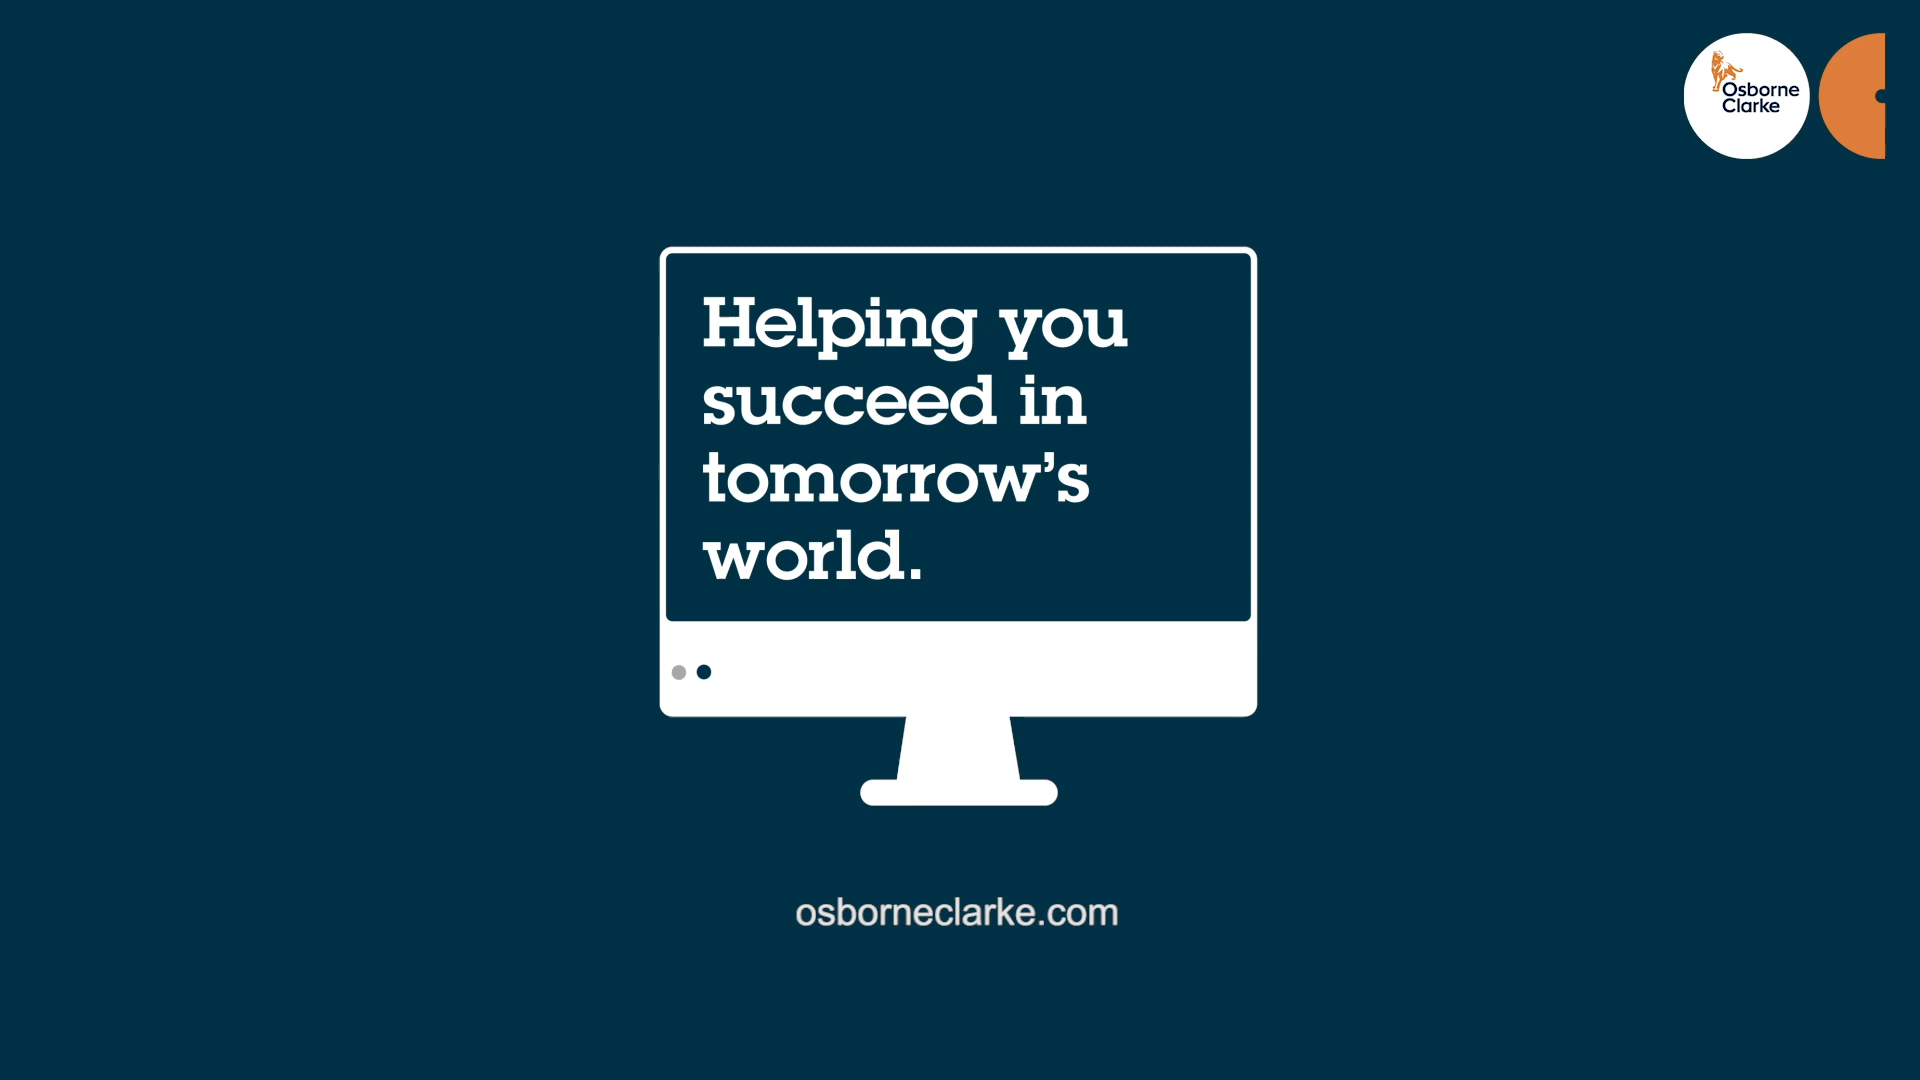 Osborne
Clarke
Helping you
succeed in
tomorrow’s
world.
osborneclarke.com